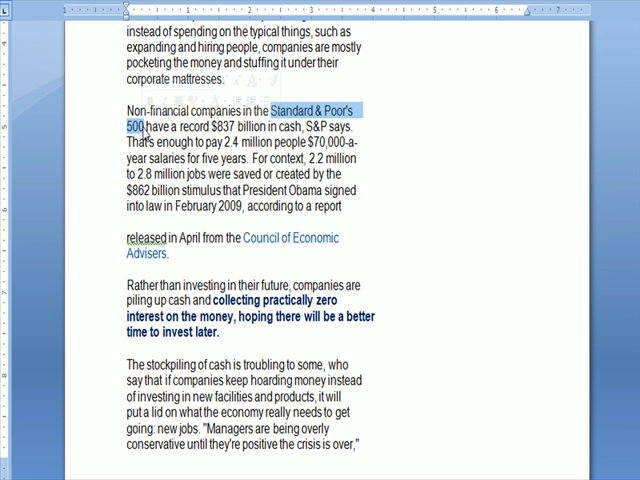 instead of spending on the typical things, such as
expanding and hiring people, companies are mostly
pocketing the money and stuffing it under their
corporate mattresses.
Non-financial companies in the Standard & Poor's
500 have a record $837 billion in cash, S&P says.
That's enough to pay 2.4 million people $70,000-a-
year salaries for five years. For context, 2.2 million
to 2.8 million jobs were saved or created by the
$862 billion stimulus that President Obama signed
into law in February 2009, according to a report
released in April from the Council of Economic
Advisers.
Rather than investing in their future, companies are
piling up cash and collecting practically zero
interest on the money, hoping there will be a better
time to invest later.
The stockpiling of cash is troubling to some, who
say that if companies keep hoarding money instead
of investing in new facilities and products, it will
put a lid on what the economy really needs to get
going: new jobs. "Managers are being overly
conservative until they're positive the crisis is over,"